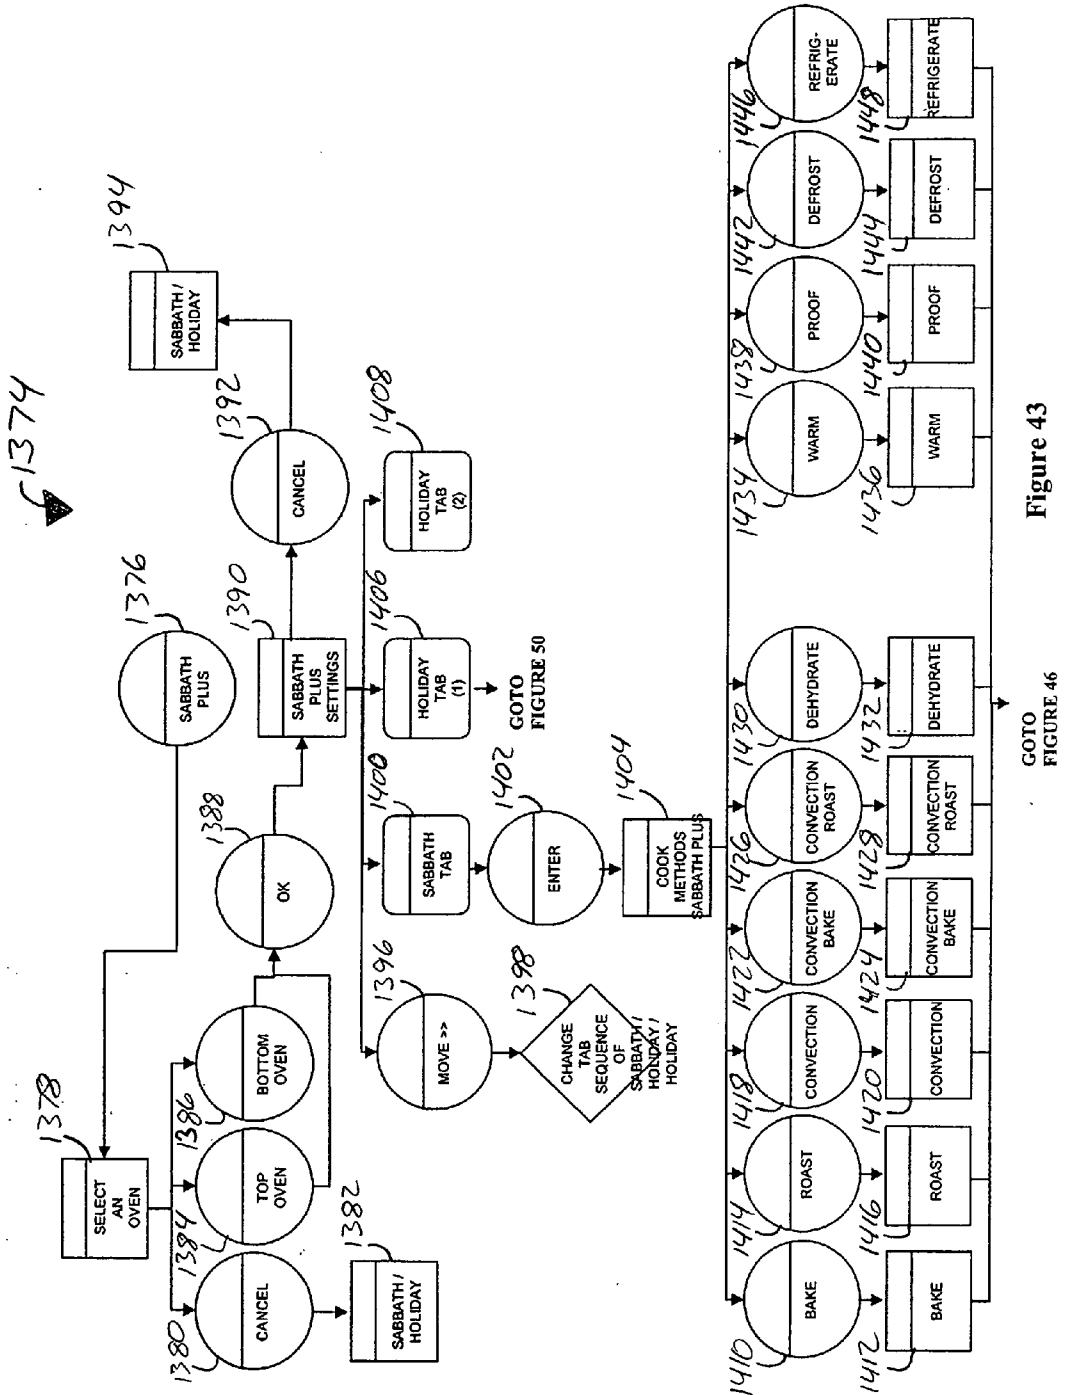 1374
1376
SABBATH
PLUS
1378
SELECT
AN
OVEN
1380
CANCEL
1382
SABBATH /
HOLIDAY
1384
TOP
OVEN
1386
BOTTOM
OVEN
1388
OK
1390
SABBATH
PLUS
SETTINGS
1392
CANCEL
1394
SABBATH /
HOLIDAY
1396
MOVE >>
1398
CHANGE
TAB
SEQUENCE
OF
SABBATH /
HOLIDAY /
HOLIDAY
1400
SABBATH
TAB
1402
ENTER
1404
COOK
METHODS
SABBATH PLUS
1406
HOLIDAY
TAB
(1)
GOTO
FIGURE 50
1408
HOLIDAY
TAB
(2)
1410
BAKE
1412
BAKE
1414
ROAST
1416
ROAST
1418
CONVECTION
1420
CONVECTION
1422
CONVECTION
BAKE
1424
CONVECTION
BAKE
1426
CONVECTION
ROAST
1428
CONVECTION
ROAST
1430
DEHYDRATE
1432
DEHYDRATE
1434
WARM
1436
WARM
1438
PROOF
1440
PROOF
1442
DEFROST
1444
DEFROST
1446
REFRIG-
ERATE
1448
REFRIGERATE
GOTO
FIGURE 46
Figure 43